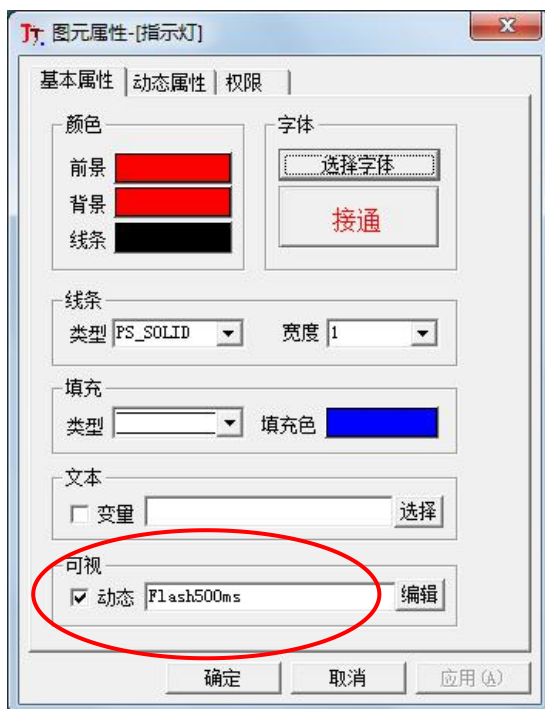 图元属性-[指示灯]
基本属性 动态属性 权限
颜色 字体
前景 选择字体
背景 接通
线条
线条
类型 PS_SOLID 宽度 1
填充
类型 填充色
文本
变量 选择
可视
动态 Flash500ms 编辑
确定 取消 应用(A)